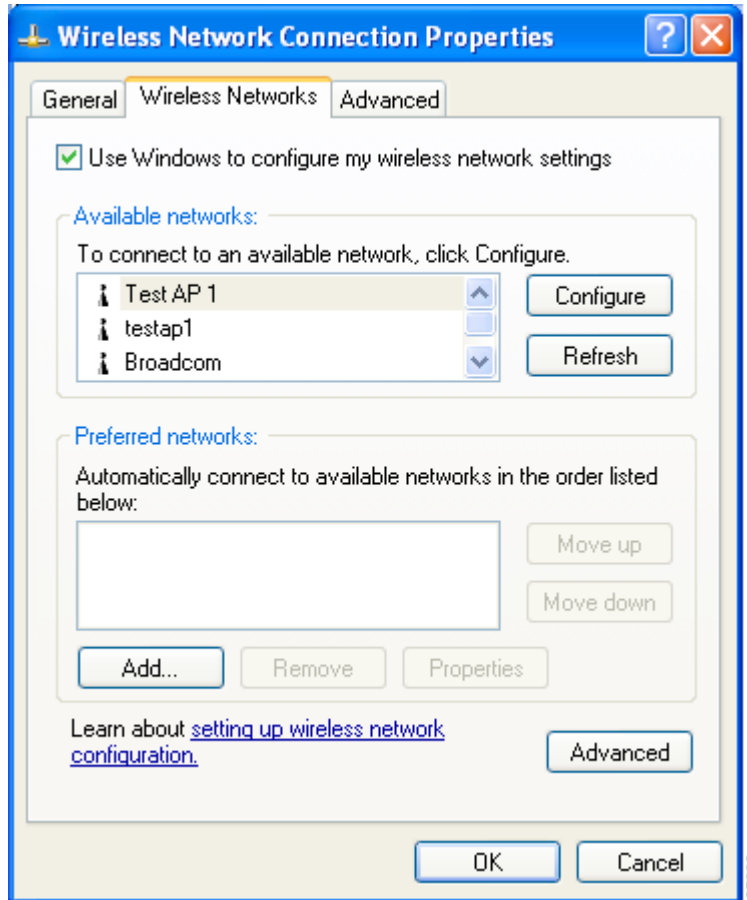 Wireless Network Connection Properties
General Wireless Networks Advanced
Use Windows to configure my wireless network settings
Available networks:
To connect to an available network, click Configure.
Test AP 1
testap1
Broadcom
Configure
Refresh
Preferred networks:
Automatically connect to available networks in the order listed
below:
Move up
Move down
Add... Remove Properties
Learn about setting up wireless network
configuration.
Advanced
OK Cancel